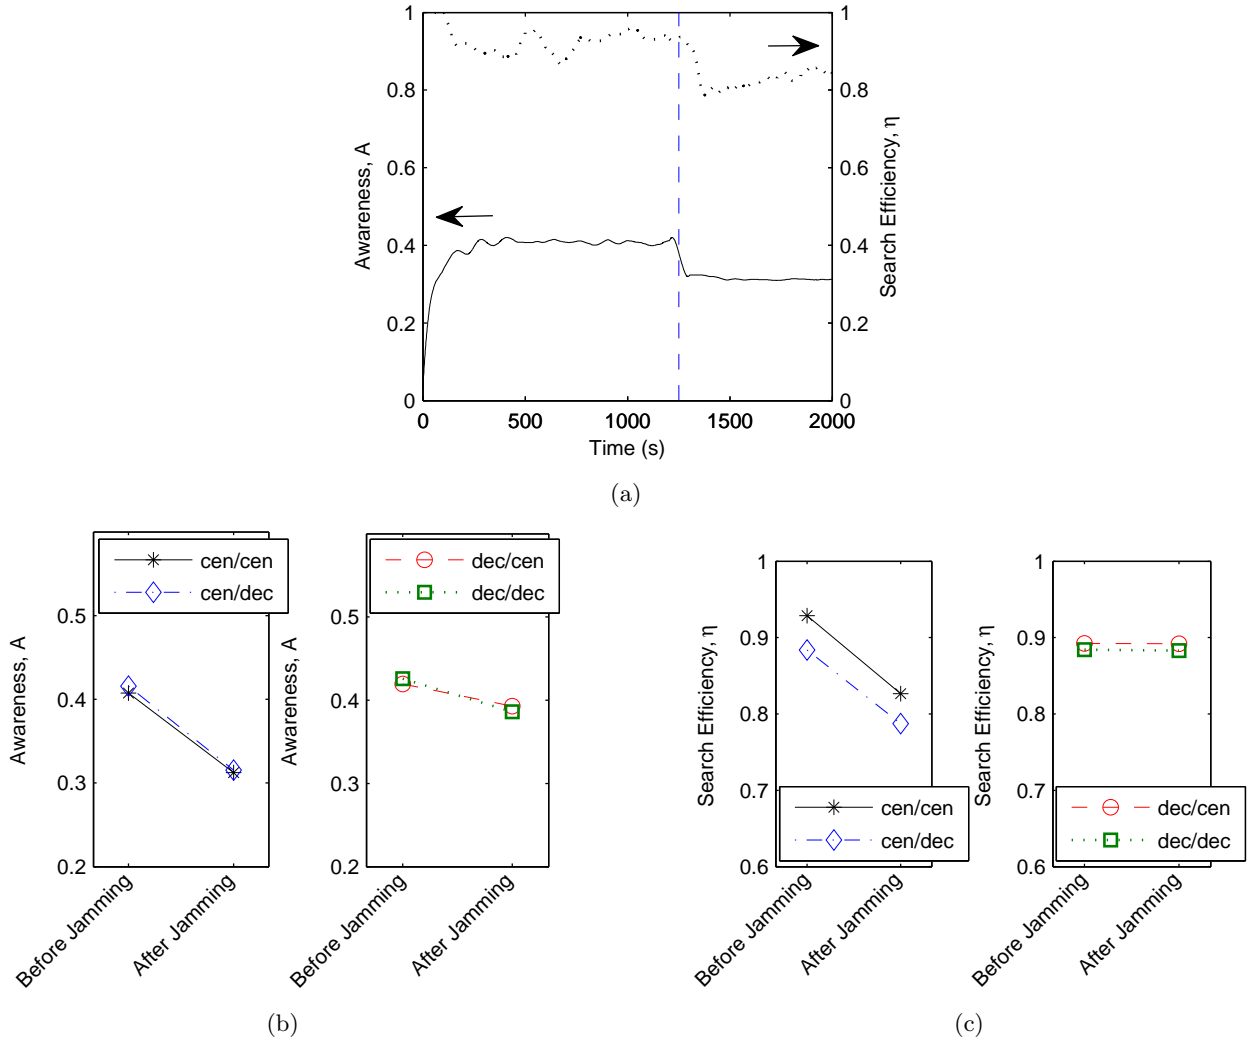 1
0.8
0.6
0.4
0.2
0
Awareness, A
1
0.8
0.6
0.4
0.2
0
Search Efficiency, η
0
500
1000
1500
2000
Time (s)
(a)
cen/cen
cen/dec
0.5
0.4
0.3
0.2
Awareness, A
Before Jamming
After Jamming
dec/cen
dec/dec
0.5
0.4
0.3
0.2
Awareness, A
Before Jamming
After Jamming
(b)
1
0.9
0.8
0.7
0.6
Search Efficiency, η
cen/cen
cen/dec
Before Jamming
After Jamming
1
0.9
0.8
0.7
0.6
Search Efficiency, η
dec/cen
dec/dec
Before Jamming
After Jamming
(c)